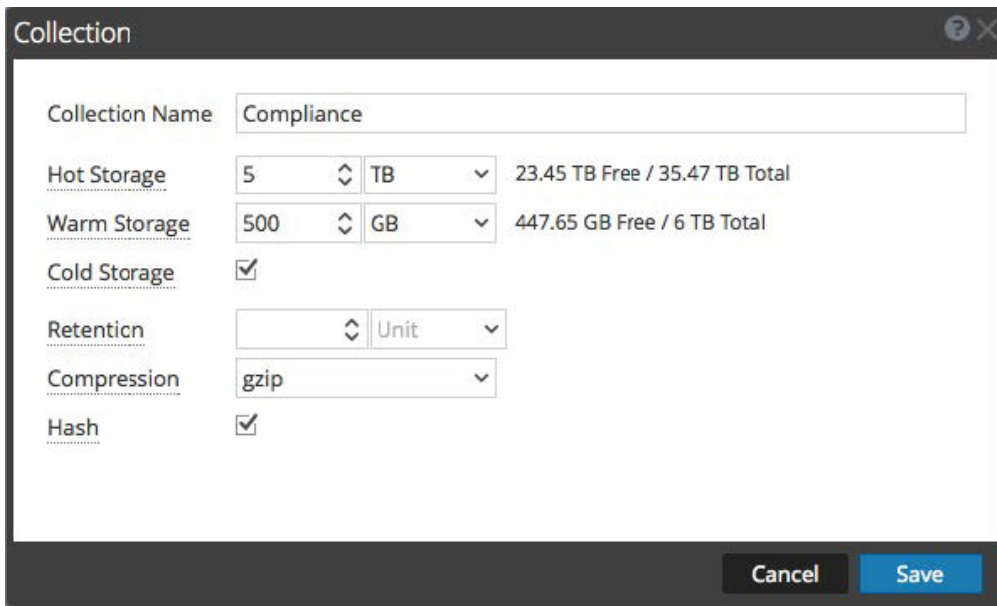 Collection
Collection Name Compliance
Hot Storage 5 TB 23.45 TB Free / 35.47 TB Total
Warm Storage 500 GB 447.65 GB Free / 6 TB Total
Cold Storage
Retention Unit
Compression gzip
Hash
Cancel Save